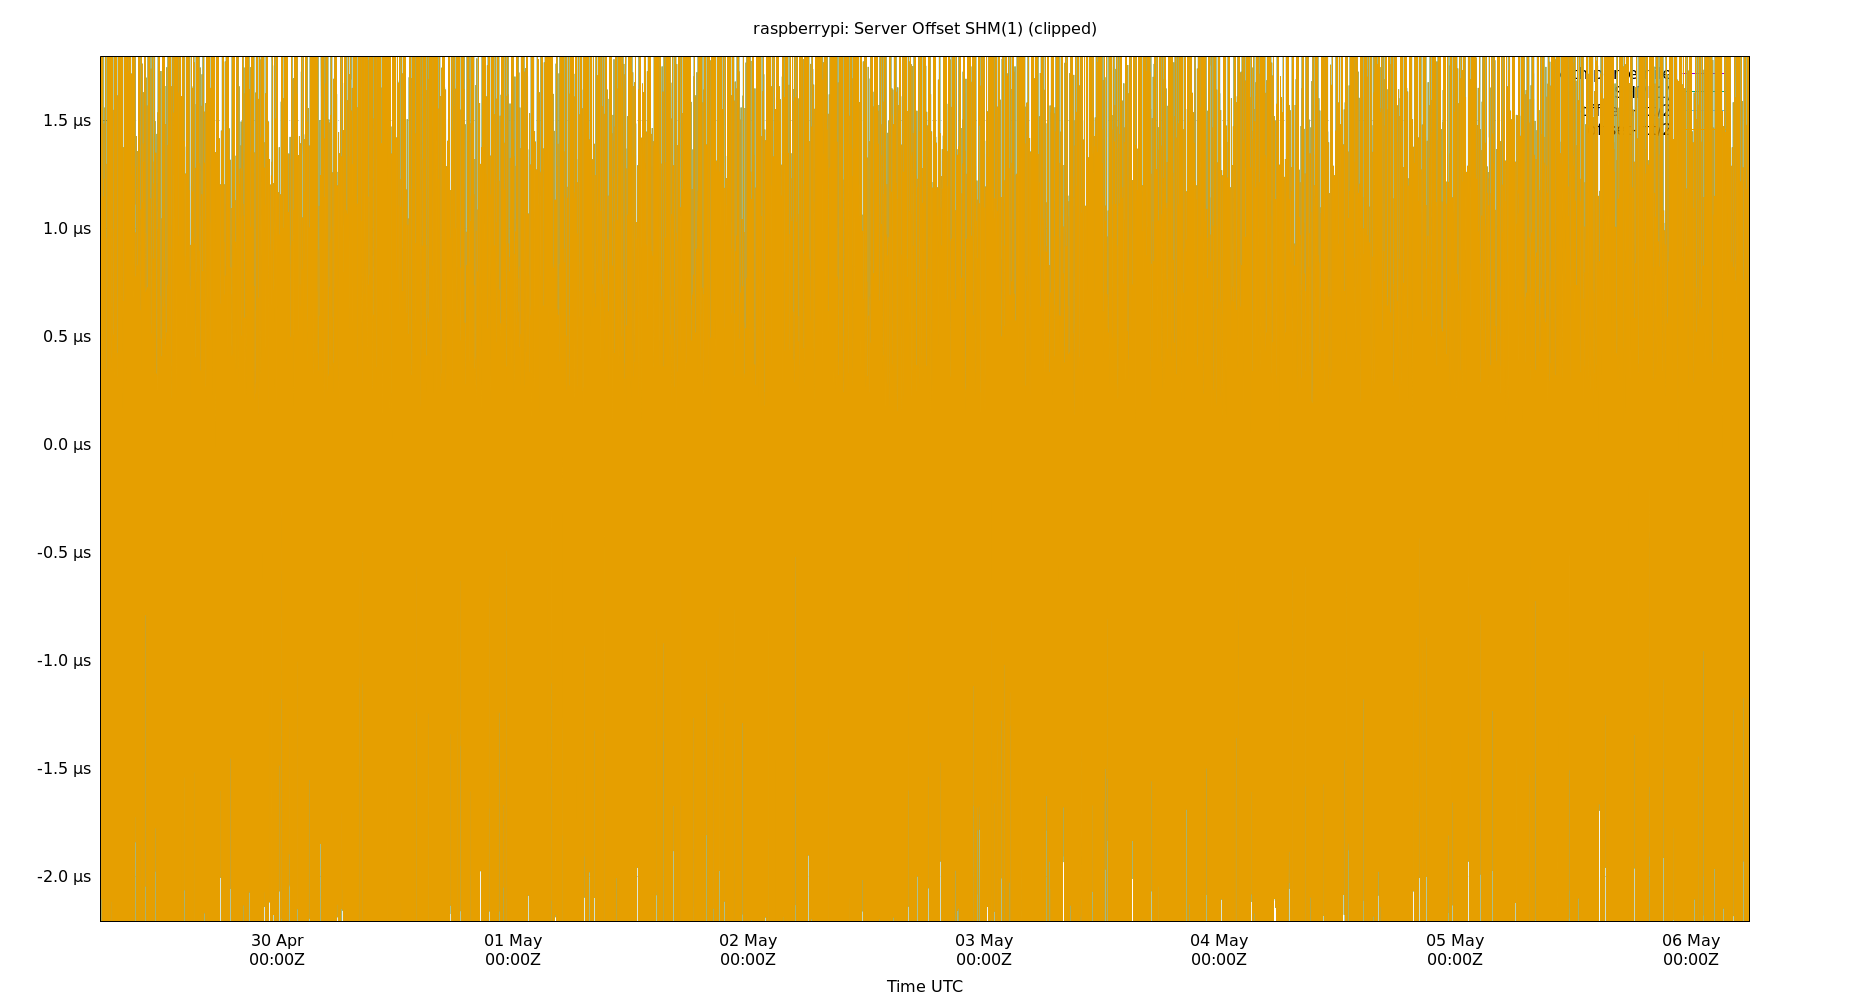 raspberrypi: Server Offset SHM(1) (clipped)
1.5 µs
1.0 µs
0.5 µs
0.0 µs
-0.5 µs
-1.0 µs
-1.5 µs
-2.0 µs
30 Apr 01 May 02 May 03 May 04 May 05 May 06 May
00:00Z 00:00Z 00:00Z 00:00Z 00:00Z 00:00Z 00:00Z
Time UTC